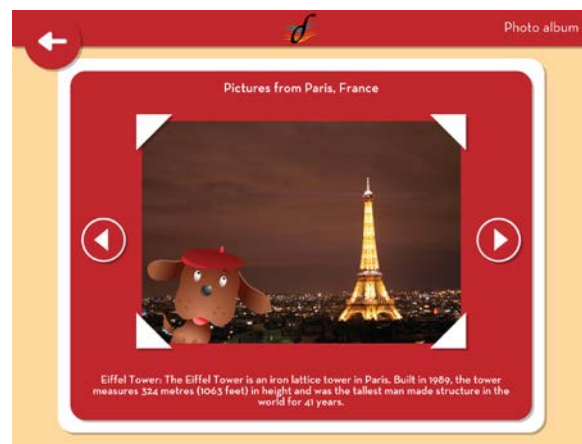 Photo album
Pictures from Paris, France
Eiffel Tower: The Eiffel Tower is an iron lattice tower in Paris. Built in 1989, the tower
measures 324 metres (1063 feet) in height and was the tallest man made structure in the
world for 41 years.